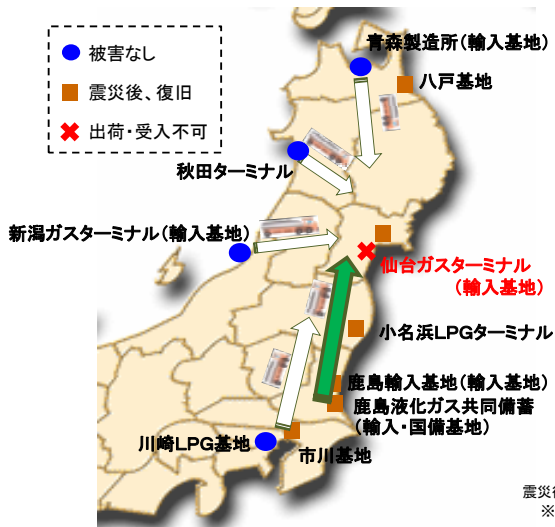 青森製造所(輸入基地)
被害なし
震災後、復旧
出荷・受入不可
八戸基地
秋田ターミナル
新潟ガスターミナル(輸入基地)
仙台ガスターミナル
(輸入基地)
小名浜LPGターミナル
鹿島輸入基地(輸入基地)
鹿島液化ガス共同備蓄
(輸入・国備基地)
川崎LPG基地
市川基地
震災後
※